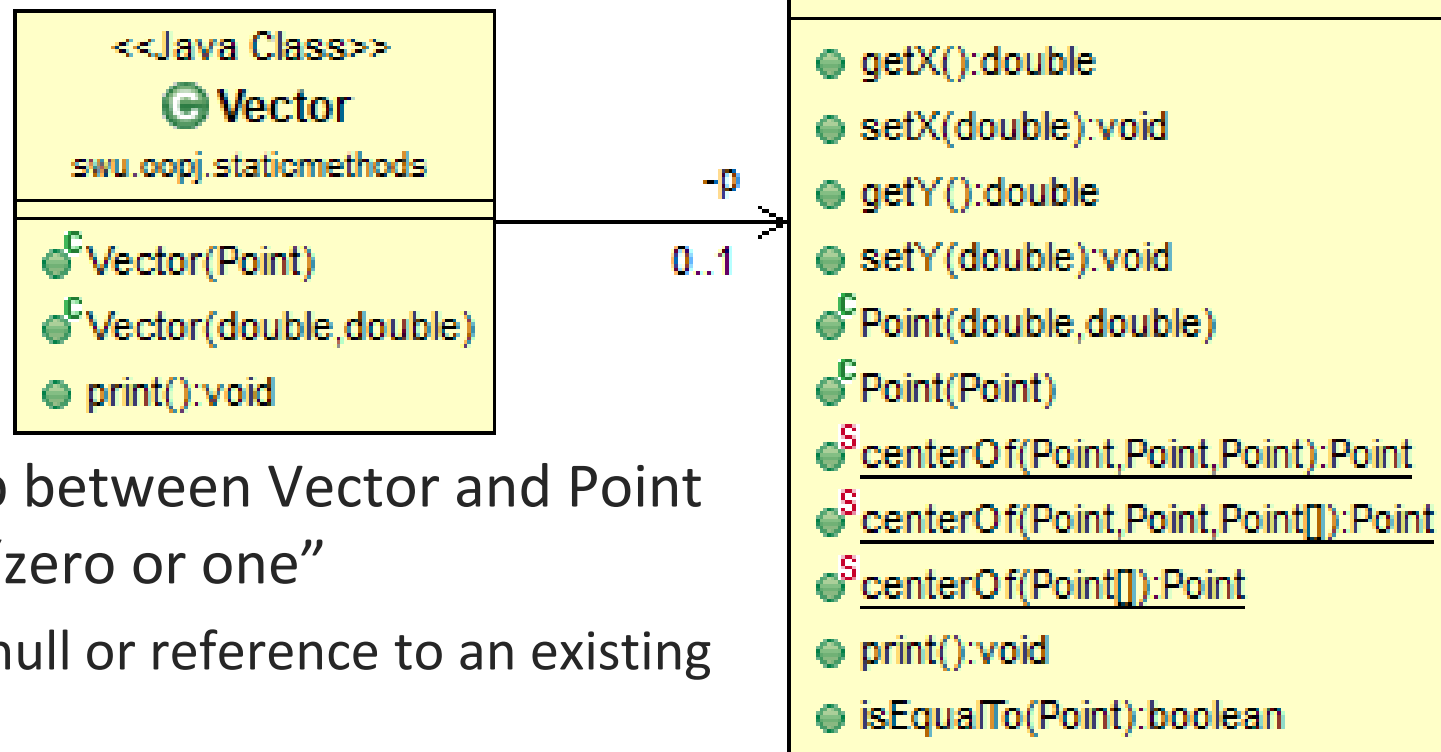 <<Java Class>>
Vector
swu.oopj.staticmethods
Vector(Point)
Vector(double,double)
print():void
-p
0..1
getX():double
setX(double):void
getY():double
setY(double):void
Point(double,double)
Point(Point)
centerOf(Point,Point,Point):Point
centerOf(Point,Point,Point[]):Point
centerOf(Point[]):Point
print():void
isEqualTo(Point):boolean
between Vector and Point
zero or one”
null or reference to an existing